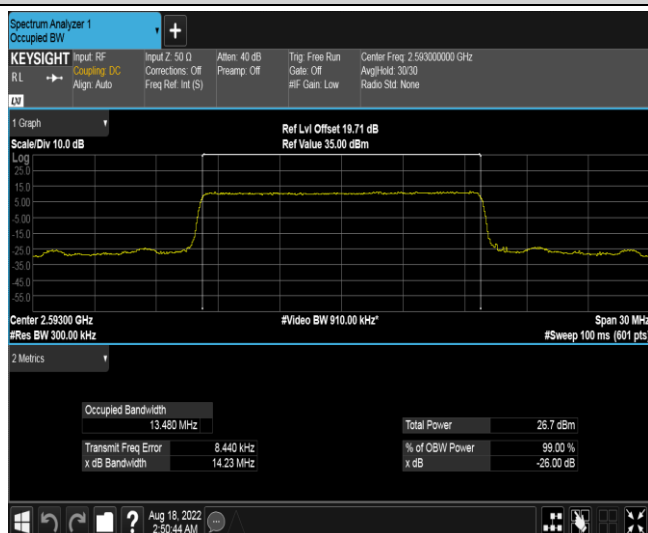 Spectrum Analyzer 1
Occupied BW
+
KEYSIGHT
Input: RF
Coupling: DC
Align: Auto
Input Z: 50 Ω
Corrections: Off
Freq Ref: Int (S)
Atten: 40 dB
Preamp: Off
Trig: Free Run
Gate: Off
#IF Gain: Low
Center Freq: 2.593000000 GHz
Avg|Hold: 30/30
Radio Std: None
R L
LXI
1 Graph
Scale/Div 10.0 dB
Ref Lvl Offset 19.71 dB
Ref Value 35.00 dBm
Log
25.0
15.0
5.00
-5.00
-15.0
-25.0
-35.0
-45.0
-55.0
Center 2.59300 GHz
#Video BW 910.00 kHz*
Span 30 MHz
#Res BW 300.00 kHz
#Sweep 100 ms (601 pts)
2 Metrics
Occupied Bandwidth
13.480 MHz
Total Power 26.7 dBm
Transmit Freq Error 8.440 kHz
% of OBW Power 99.00 %
x dB Bandwidth 14.23 MHz
x dB -26.00 dB
?
Aug 18, 2022
2:50:44 AM